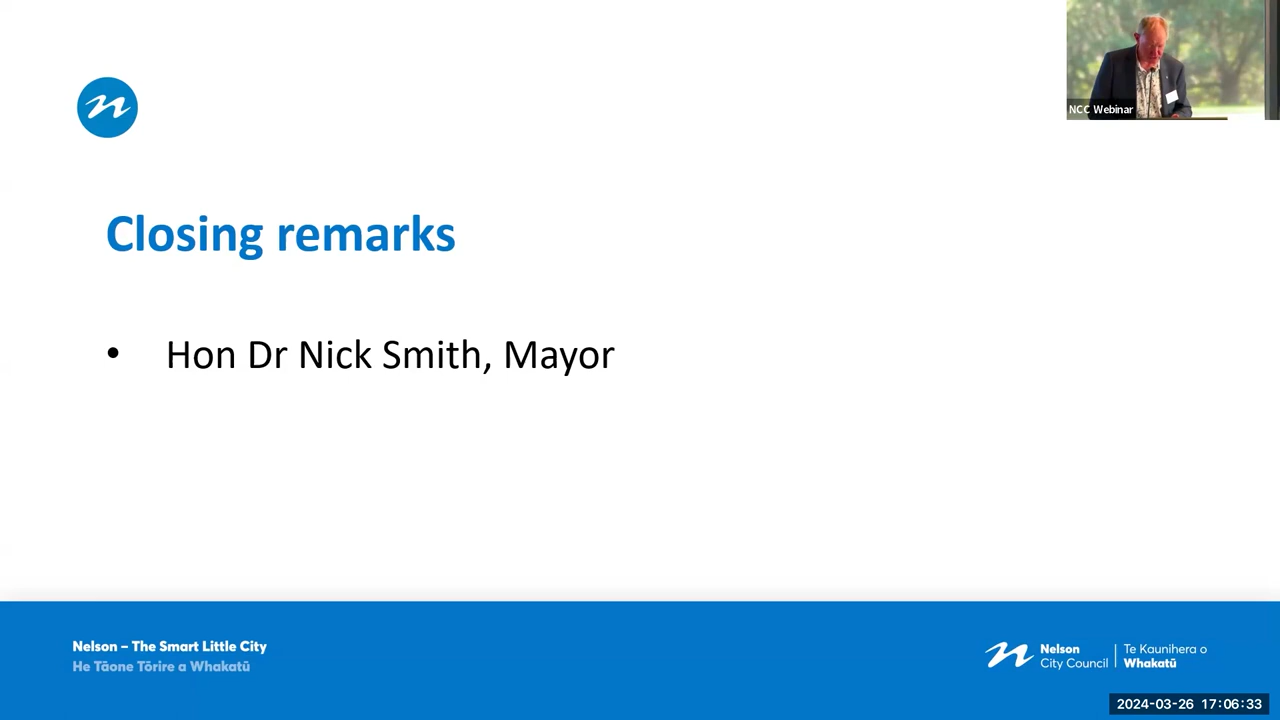 NCC Webinar
n
Closing remarks
• Hon Dr Nick Smith, Mayor
Nelson – The Smart Little City
He Tāone Tōrire a Whakatū
n Nelson City Council
Te Kaunihera o Whakatū
2024-03-26 17:06:33